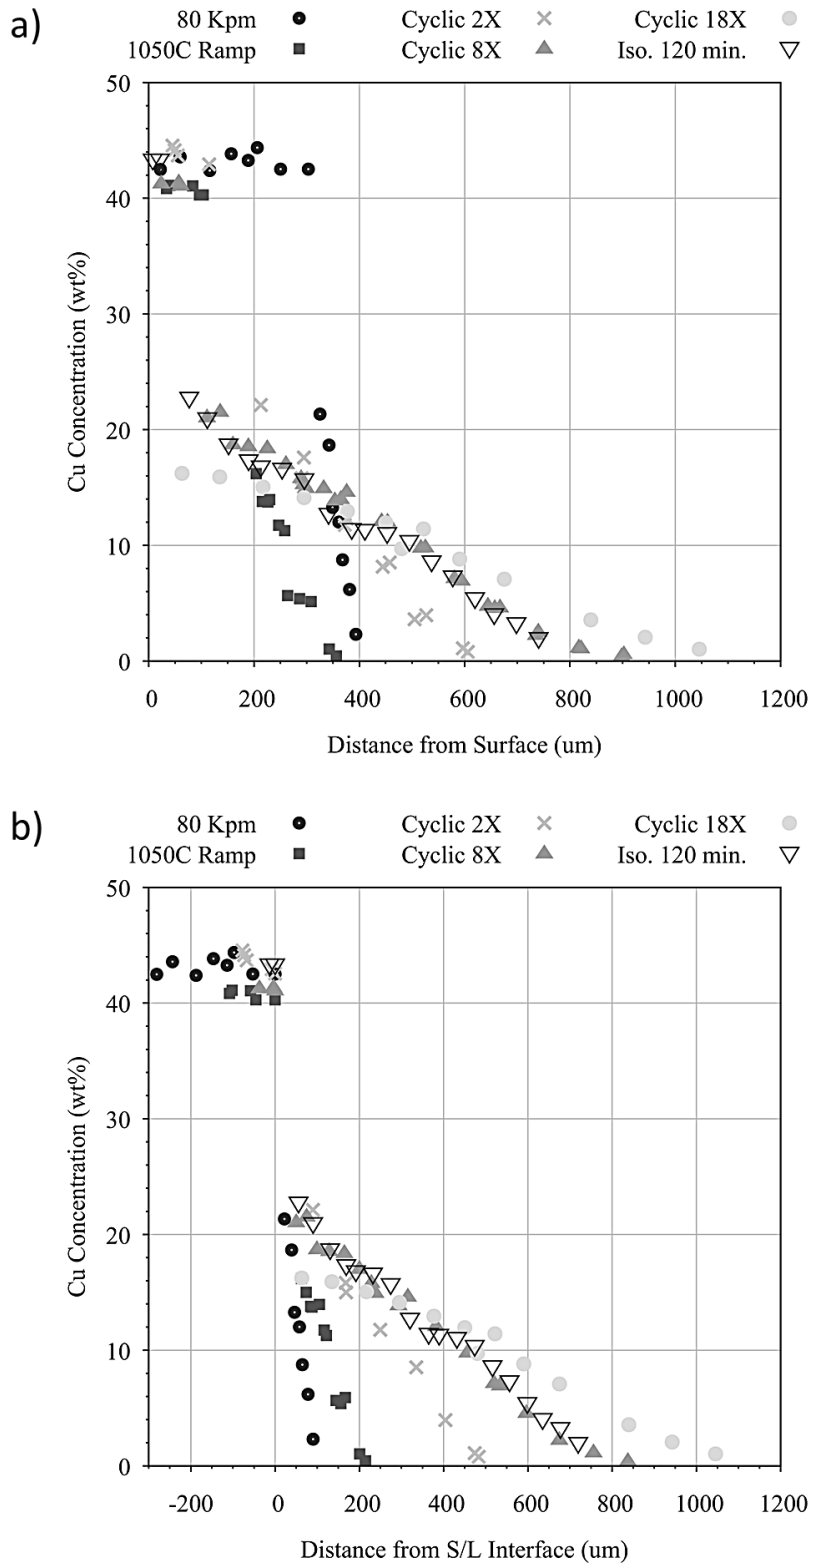 a)
80 Kpm Cyclic 2X Cyclic 18X
1050C Ramp Cyclic 8X Iso. 120 min.
50
40
30
20
10
0
Cu Concentration (wt%)
0 200 400 600 800 1000 1200
Distance from Surface (um)
b)
80 Kpm Cyclic 2X Cyclic 18X
1050C Ramp Cyclic 8X Iso. 120 min.
50
40
30
20
10
0
Cu Concentration (wt%)
-200 0 200 400 600 800 1000 1200
Distance from S/L Interface (um)